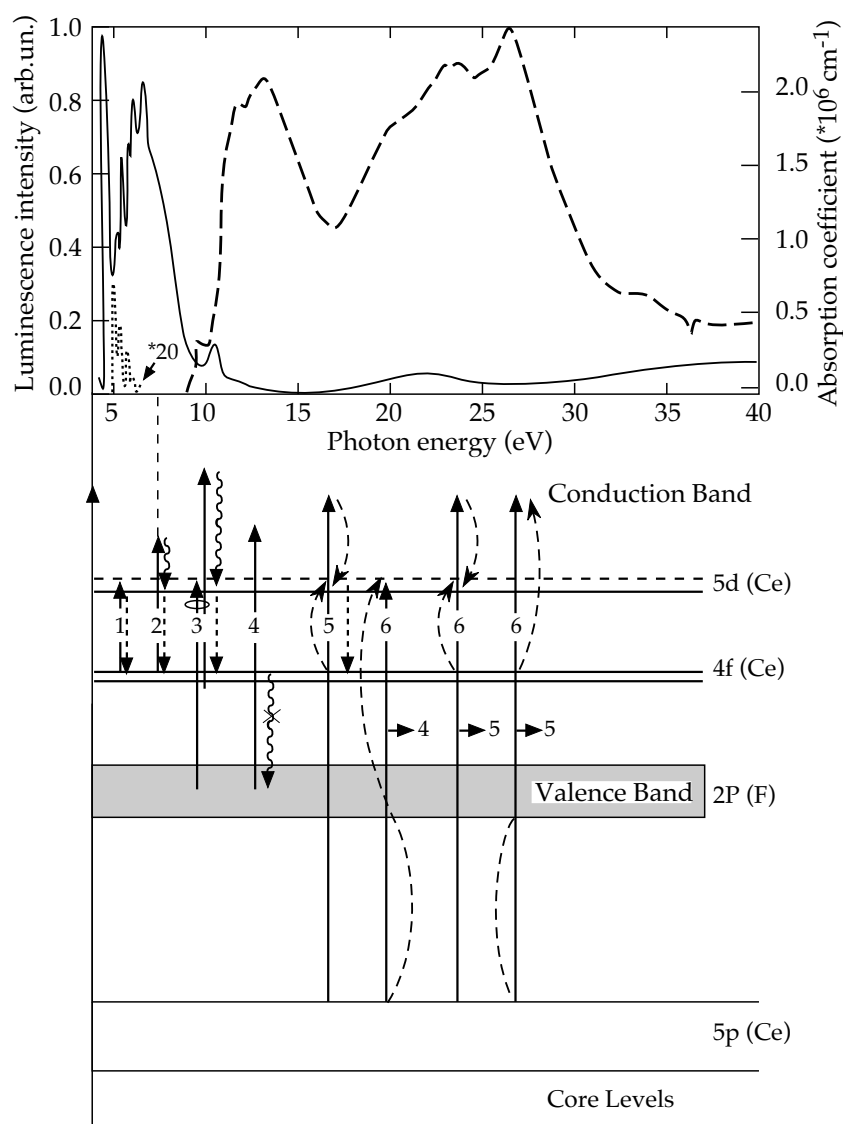 Luminescence intensity (arb.un.)
1.0
0.8
0.6
0.4
0.2
0.0
*20
2.0
1.5
1.0
0.5
0.0
Absorption coefficient (*10⁶ cm⁻¹)
5 10 15 20 25 30 35 40
Photon energy (eV)
Conduction Band
5d (Ce)
1 2 3 4 5 6 6 6
4f (Ce)
4 5 5
Valence Band 2P (F)
5p (Ce)
Core Levels